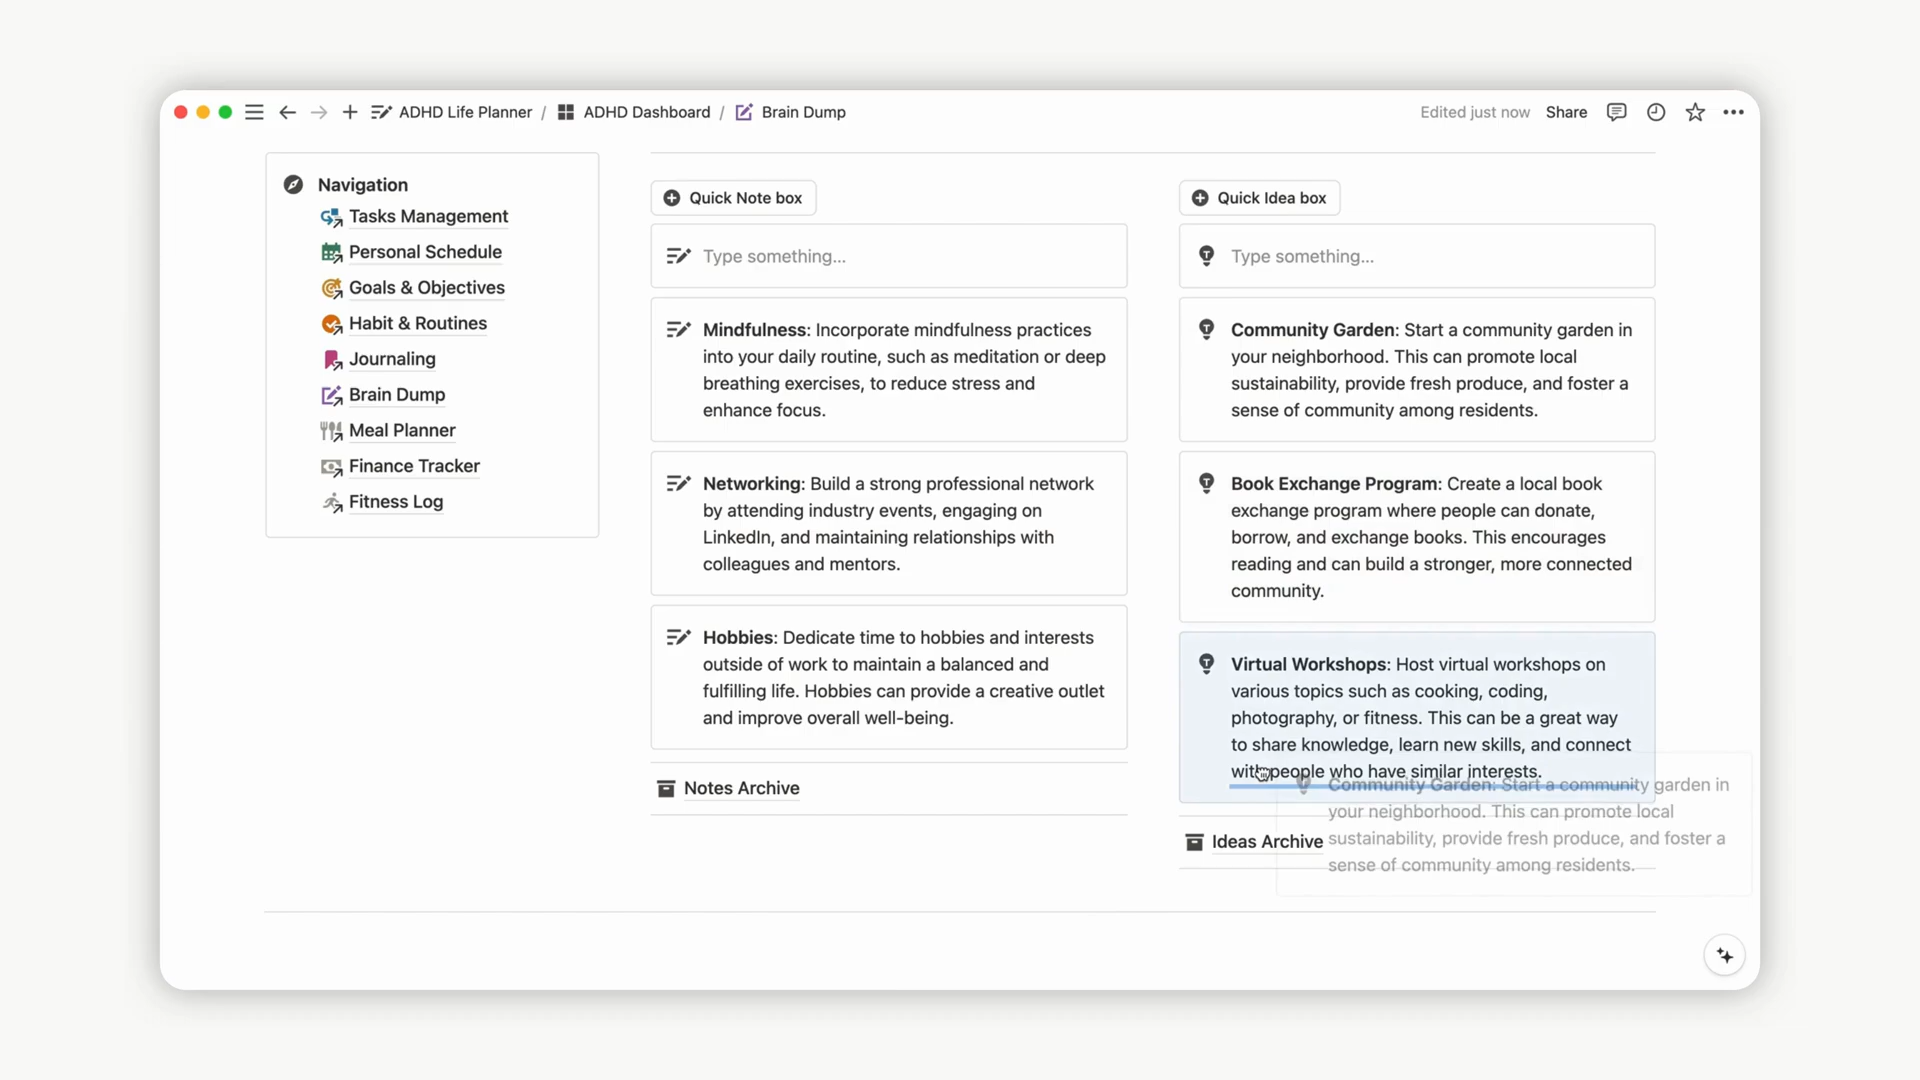 ADHD Life Planner / ADHD Dashboard / Brain Dump
Edited just now Share
Navigation
Tasks Management
Personal Schedule
Goals & Objectives
Habit & Routines
Journaling
Brain Dump
Meal Planner
Finance Tracker
Fitness Log
Quick Note box
Type something...
Mindfulness: Incorporate mindfulness practices
into your daily routine, such as meditation or deep
breathing exercises, to reduce stress and
enhance focus.
Networking: Build a strong professional network
by attending industry events, engaging on
LinkedIn, and maintaining relationships with
colleagues and mentors.
Hobbies: Dedicate time to hobbies and interests
outside of work to maintain a balanced and
fulfilling life. Hobbies can provide a creative outlet
and improve overall well-being.
Notes Archive
Quick Idea box
Type something...
Community Garden: Start a community garden in
your neighborhood. This can promote local
sustainability, provide fresh produce, and foster a
sense of community among residents.
Book Exchange Program: Create a local book
exchange program where people can donate,
borrow, and exchange books. This encourages
reading and can build a stronger, more connected
community.
Virtual Workshops: Host virtual workshops on
various topics such as cooking, coding,
photography, or fitness. This can be a great way
to share knowledge, learn new skills, and connect
with people who have similar interests.
Ideas Archive
Community Garden: Start a community garden in
your neighborhood. This can promote local
sustainability, provide fresh produce, and foster a
sense of community among residents.